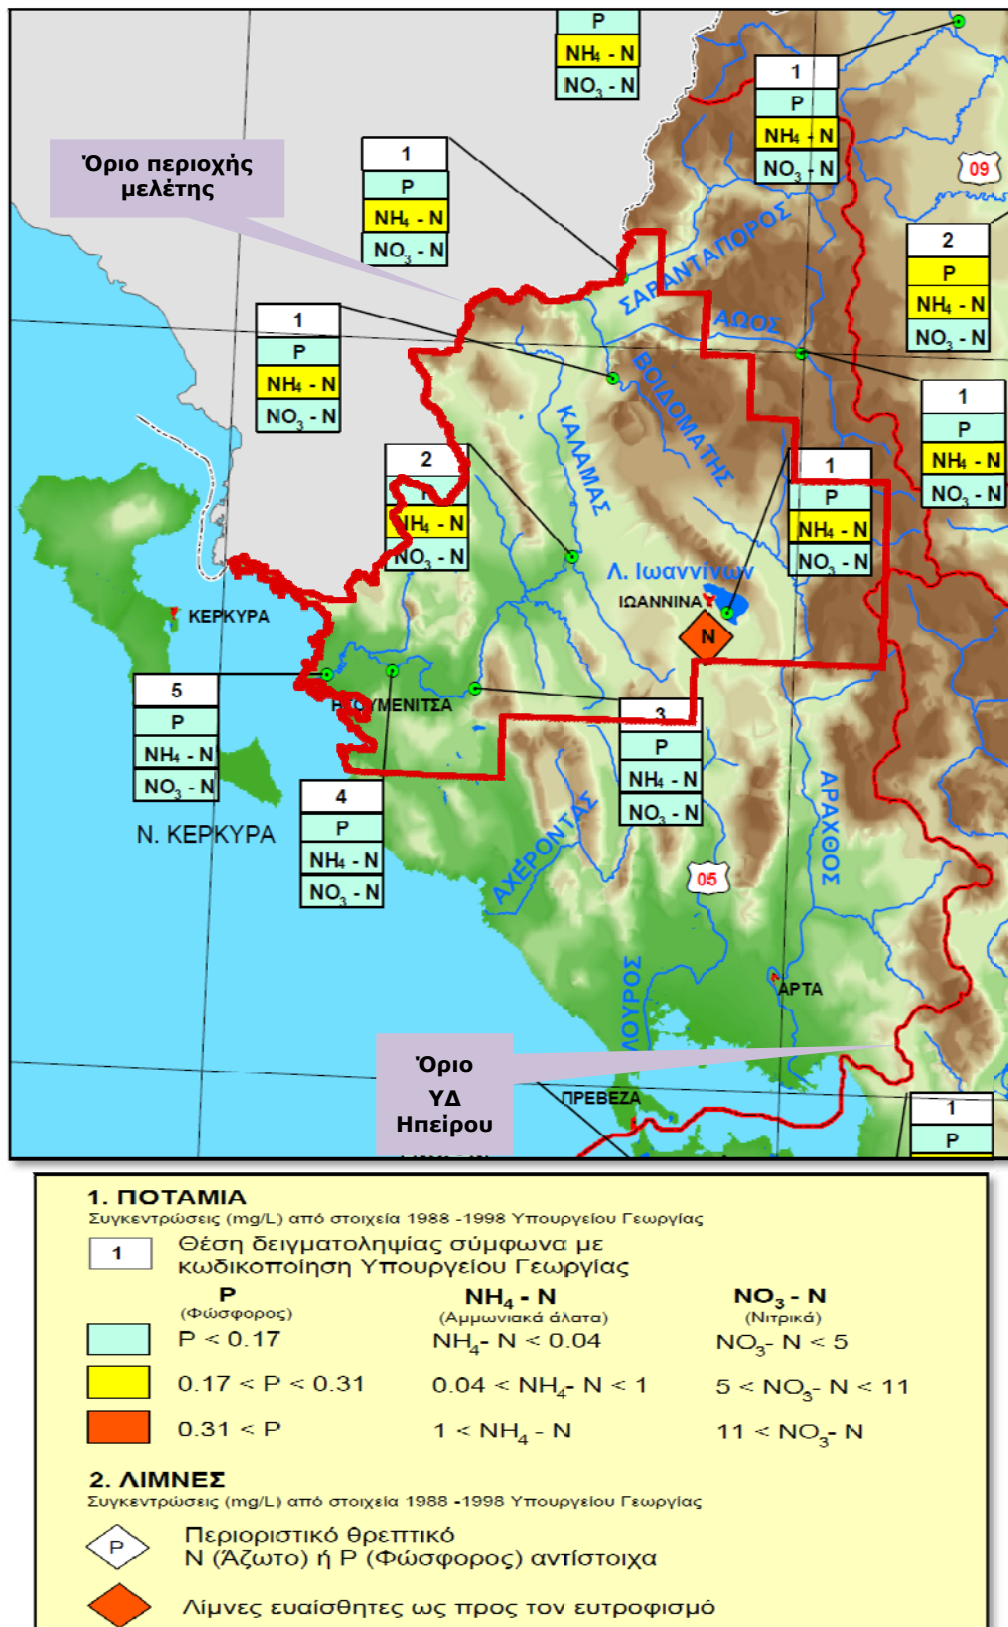 P
NH₄ - N
NO₃ - N
1
P
NH₄ - N
NO₃ - N
09
Όριο περιοχής
μελέτης
1
P
NH₄ - N
NO₃ - N
ΣΑΡΑΝΤΑΠΟΡΟΣ
2
P
NH₄ - N
NO₃ - N
1
P
NH₄ - N
NO₃ - N
ΑΩΟΣ
ΒΟΙΔΟΜΑΤΗΣ
1
P
NH₄ - N
NO₃ - N
ΚΑΛΑΜΑΣ
2
NH₄ - N
NO₃ - N
1
P
NH₄ - N
NO₃ - N
Λ. Ιωαννίνων
ΙΩΑΝΝΙΝΑ
N
ΚΕΡΚΥΡΑ
5
P
NH₄ - N
NO₃ - N
ΗΓΟΥΜΕΝΙΤΣΑ
3
P
NH₄ - N
NO₃ - N
4
P
NH₄ - N
NO₃ - N
Ν. ΚΕΡΚΥΡΑ
ΑΧΕΡΟΝΤΑΣ
ΑΡΑΧΘΟΣ
05
ΛΟΥΡΟΣ
ΑΡΤΑ
Όριο
ΥΔ
Ηπείρου
ΠΡΕΒΕΖΑ
1
P
1. ΠΟΤΑΜΙΑ
Συγκεντρώσεις (mg/L) από στοιχεία 1988 -1998 Υπουργείου Γεωργίας
1 Θέση δειγματοληψίας σύμφωνα με
κωδικοποίηση Υπουργείου Γεωργίας
P NH₄ - N NO₃ - N
(Φώσφορος) (Αμμωνιακά άλατα) (Νιτρικά)
P < 0.17 NH₄- N < 0.04 NO₃- N < 5
0.17 < P < 0.31 0.04 < NH₄- N < 1 5 < NO₃- N < 11
0.31 < P 1 < NH₄ - N 11 < NO₃- N
2. ΛΙΜΝΕΣ
Συγκεντρώσεις (mg/L) από στοιχεία 1988 -1998 Υπουργείου Γεωργίας
P Περιοριστικό θρεπτικό
N (Άζωτο) ή P (Φώσφορος) αντίστοιχα
Λίμνες ευαίσθητες ως προς τον ευτροφισμό